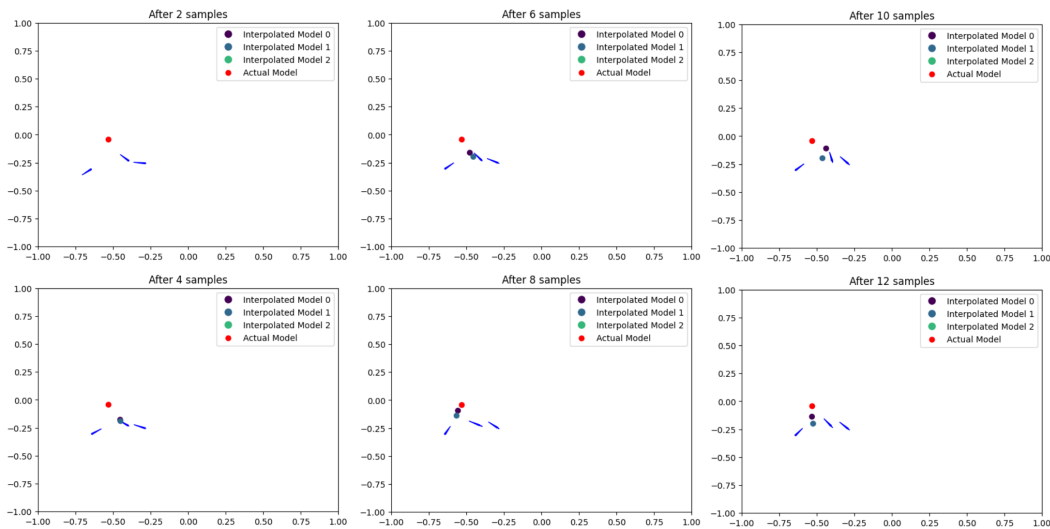 After 2 samples
1.00
0.75
0.50
0.25
0.00
−0.25
−0.50
−0.75
−1.00
−1.00 −0.75 −0.50 −0.25 0.00 0.25 0.50 0.75 1.00
Interpolated Model 0
Interpolated Model 1
Interpolated Model 2
Actual Model
After 6 samples
1.00
0.75
0.50
0.25
0.00
−0.25
−0.50
−0.75
−1.00
−1.00 −0.75 −0.50 −0.25 0.00 0.25 0.50 0.75 1.00
Interpolated Model 0
Interpolated Model 1
Interpolated Model 2
Actual Model
After 10 samples
1.00
0.75
0.50
0.25
0.00
−0.25
−0.50
−0.75
−1.00
−1.00 −0.75 −0.50 −0.25 0.00 0.25 0.50 0.75 1.00
Interpolated Model 0
Interpolated Model 1
Interpolated Model 2
Actual Model
After 4 samples
1.00
0.75
0.50
0.25
0.00
−0.25
−0.50
−0.75
−1.00
−1.00 −0.75 −0.50 −0.25 0.00 0.25 0.50 0.75 1.00
Interpolated Model 0
Interpolated Model 1
Interpolated Model 2
Actual Model
After 8 samples
1.00
0.75
0.50
0.25
0.00
−0.25
−0.50
−0.75
−1.00
−1.00 −0.75 −0.50 −0.25 0.00 0.25 0.50 0.75 1.00
Interpolated Model 0
Interpolated Model 1
Interpolated Model 2
Actual Model
After 12 samples
1.00
0.75
0.50
0.25
0.00
−0.25
−0.50
−0.75
−1.00
−1.00 −0.75 −0.50 −0.25 0.00 0.25 0.50 0.75 1.00
Interpolated Model 0
Interpolated Model 1
Interpolated Model 2
Actual Model